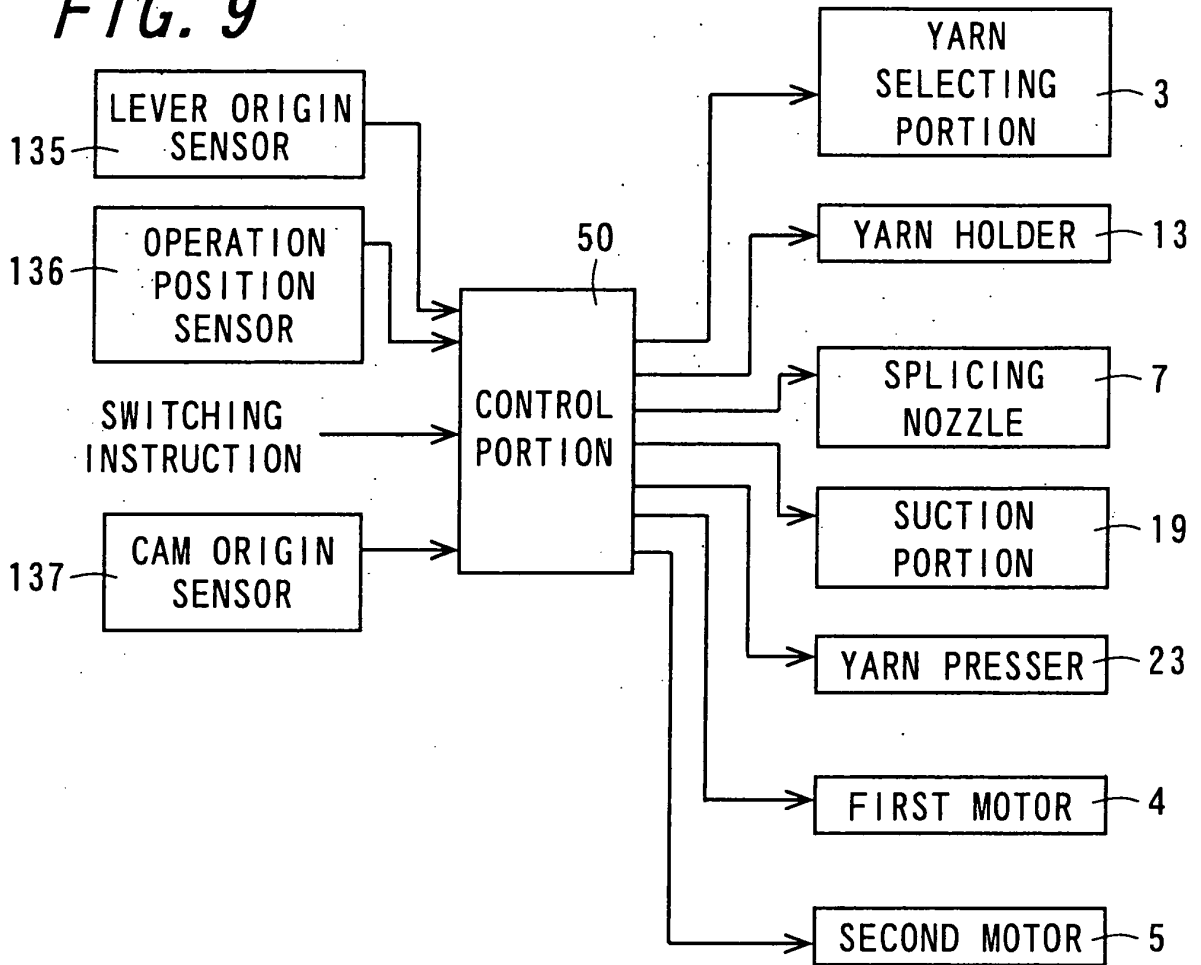 FIG. 9
LEVER ORIGIN
SENSOR
135
OPERATION
POSITION
SENSOR
136
SWITCHING
INSTRUCTION
CAM ORIGIN
SENSOR
137
50
CONTROL
PORTION
YARN
SELECTING
PORTION
3
YARN HOLDER
13
SPLICING
NOZZLE
7
SUCTION
PORTION
19
YARN PRESSER
23
FIRST MOTOR
4
SECOND MOTOR
5